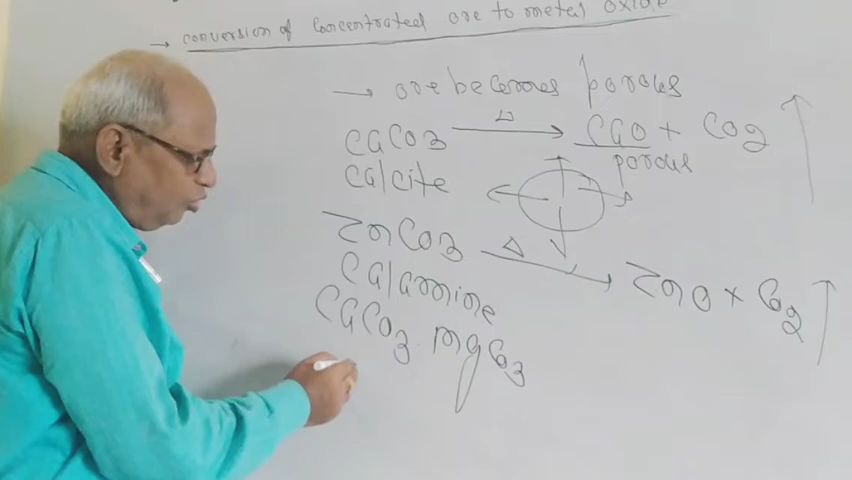 → conversion of concentrated ore to metal oxide
→ ore becomes porous
CaCO3 —Δ→ CaO + CO2 ↑
Calcite porous
ZnCO3 —Δ→ ZnO + CO2 ↑
Calamine
CaCO3. MgCO3